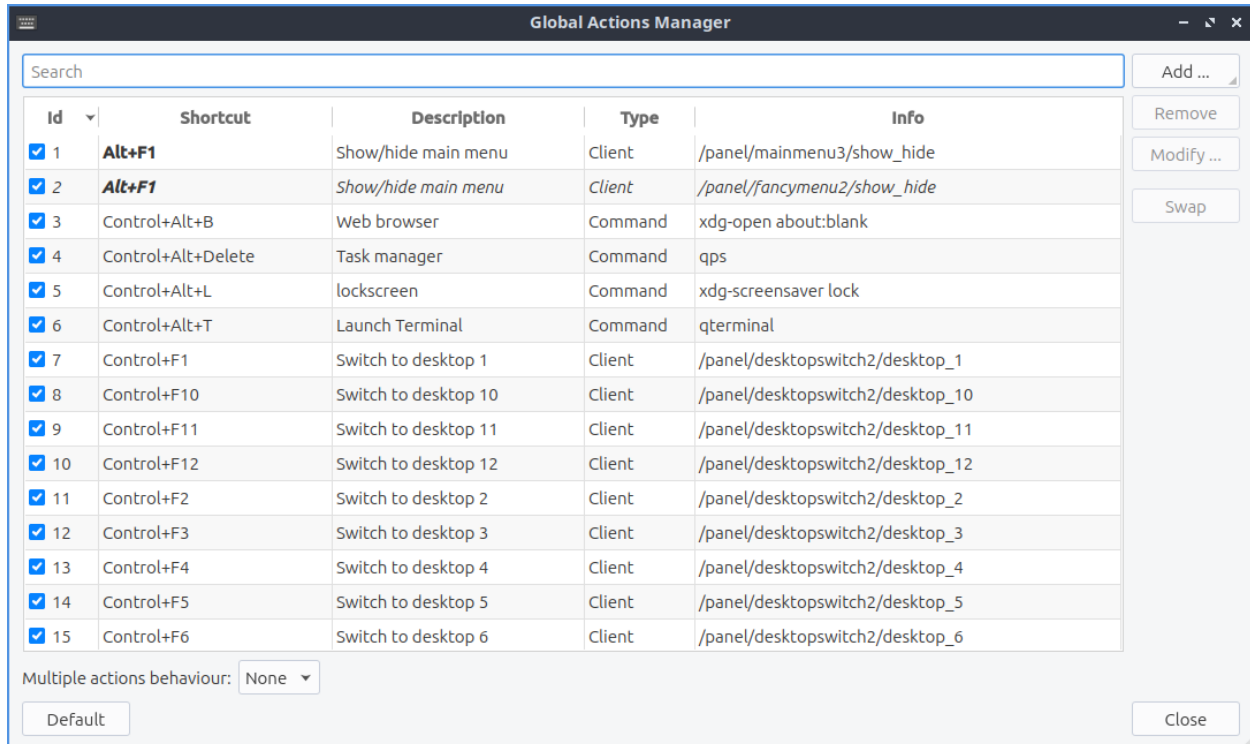 Global Actions Manager
Search
Add ...
Id Shortcut Description Type Info
Remove
1 Alt+F1 Show/hide main menu Client /panel/mainmenu3/show_hide
Modify ...
2 Alt+F1 Show/hide main menu Client /panel/fancymenu2/show_hide
Swap
3 Control+Alt+B Web browser Command xdg-open about:blank
4 Control+Alt+Delete Task manager Command qps
5 Control+Alt+L lockscreen Command xdg-screensaver lock
6 Control+Alt+T Launch Terminal Command qterminal
7 Control+F1 Switch to desktop 1 Client /panel/desktopswitch2/desktop_1
8 Control+F10 Switch to desktop 10 Client /panel/desktopswitch2/desktop_10
9 Control+F11 Switch to desktop 11 Client /panel/desktopswitch2/desktop_11
10 Control+F12 Switch to desktop 12 Client /panel/desktopswitch2/desktop_12
11 Control+F2 Switch to desktop 2 Client /panel/desktopswitch2/desktop_2
12 Control+F3 Switch to desktop 3 Client /panel/desktopswitch2/desktop_3
13 Control+F4 Switch to desktop 4 Client /panel/desktopswitch2/desktop_4
14 Control+F5 Switch to desktop 5 Client /panel/desktopswitch2/desktop_5
15 Control+F6 Switch to desktop 6 Client /panel/desktopswitch2/desktop_6
Multiple actions behaviour: None
Default
Close